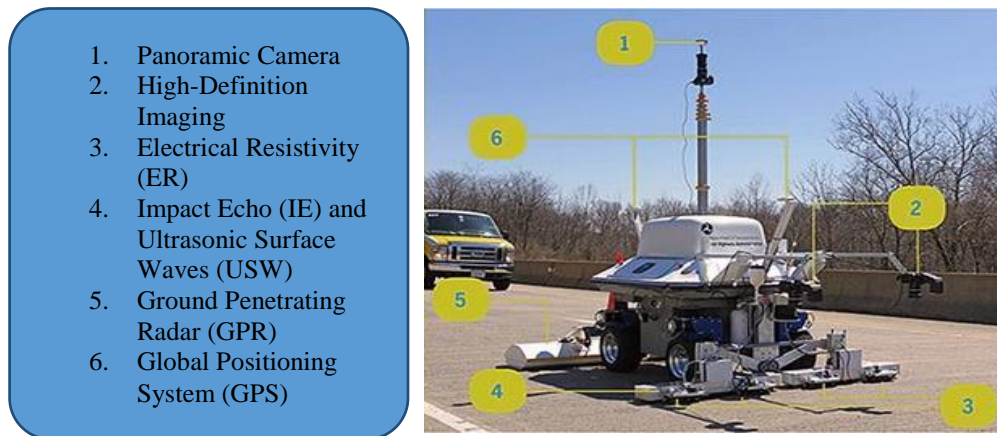 1. Panoramic Camera
2. High-Definition
Imaging
3. Electrical Resistivity
(ER)
4. Impact Echo (IE) and
Ultrasonic Surface
Waves (USW)
5. Ground Penetrating
Radar (GPR)
6. Global Positioning
System (GPS)
1
6
2
5
4
3